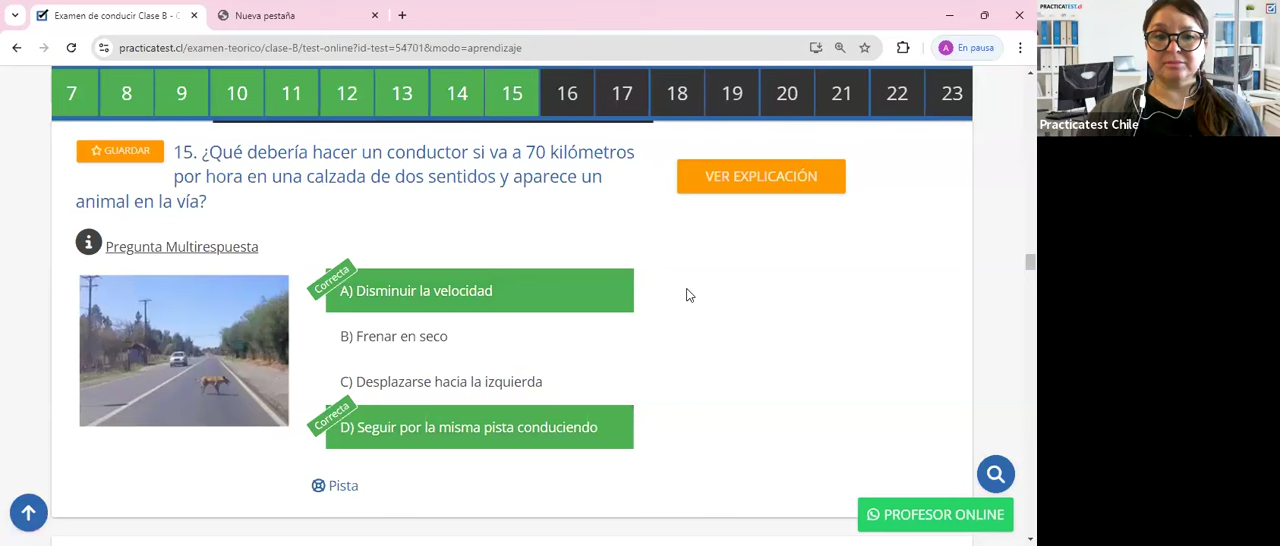 Examen de conducir Clase B - C
Nueva pestaña
practicatest.cl/examen-teorico/clase-B/test-online?id-test=54701&modo=aprendizaje
A
En pausa
PRACTICATEST.cl
7 8 9 10 11 12 13 14 15 16 17 18 19 20 21 22 23
Practicatest Chile
GUARDAR
15. ¿Qué debería hacer un conductor si va a 70 kilómetros
por hora en una calzada de dos sentidos y aparece un
animal en la vía?
VER EXPLICACIÓN
Pregunta Multirespuesta
Correcta
A) Disminuir la velocidad
B) Frenar en seco
C) Desplazarse hacia la izquierda
Correcta
D) Seguir por la misma pista conduciendo
Pista
PROFESOR ONLINE